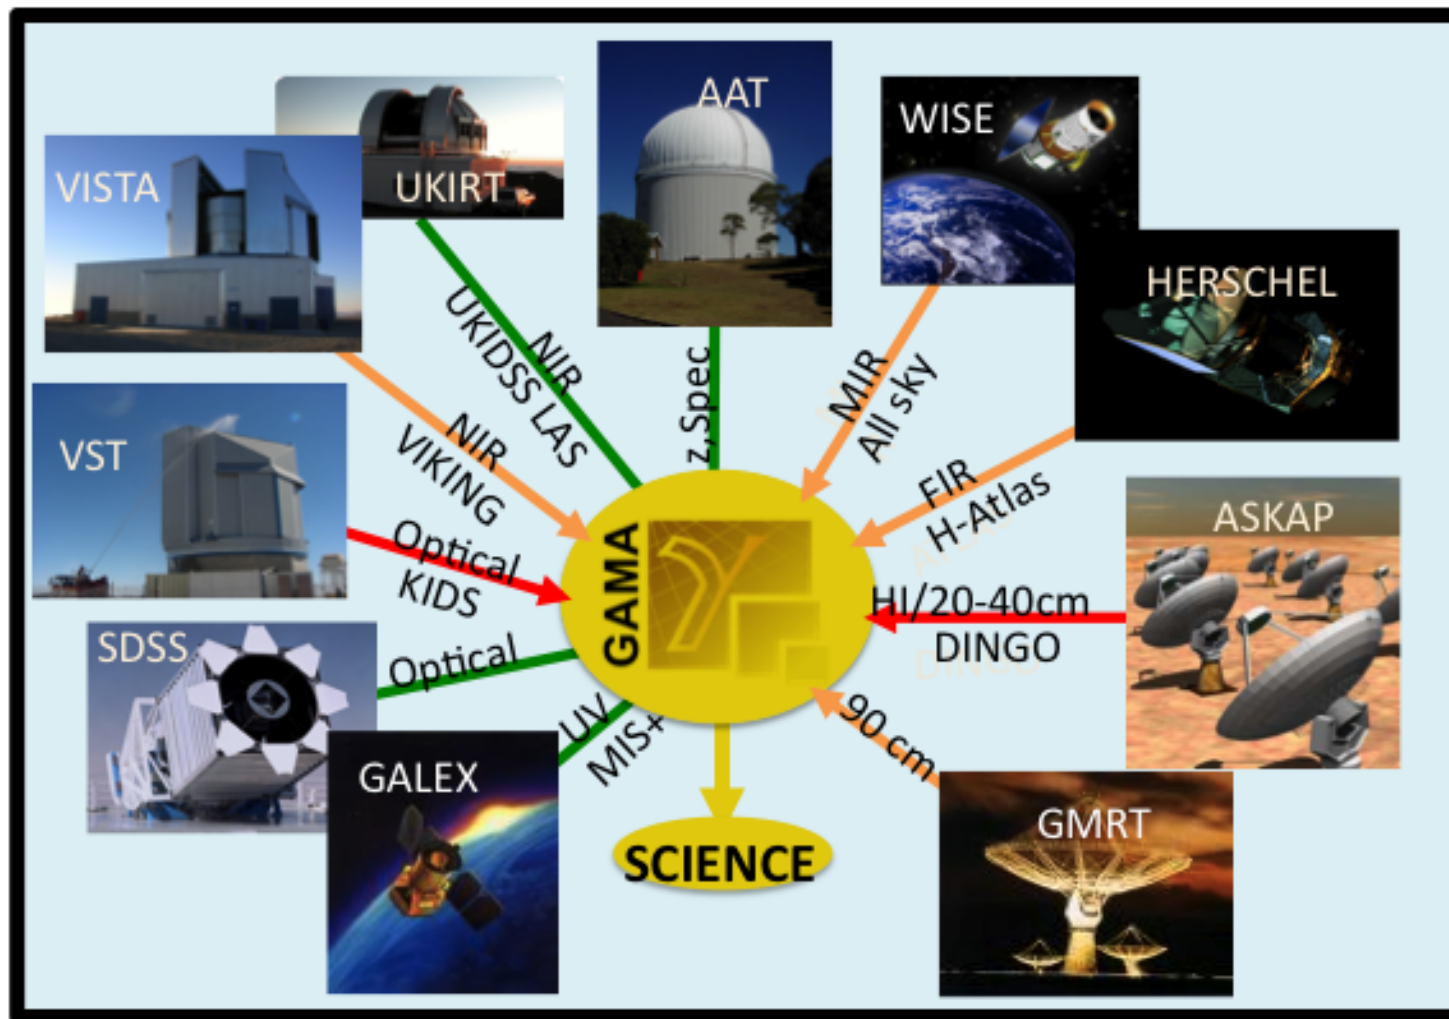 AAT
WISE
VISTA
UKIRT
HERSCHEL
NIR
UKIDSS LAS
z,Spec
MIR
All sky
VST
NIR
VIKING
FIR
H-Atlas
ASKAP
Optical
KIDS
GAMA
HI/20-40cm
DINGO
SDSS
Optical
UV
MIS+
90 cm
GALEX
GMRT
SCIENCE